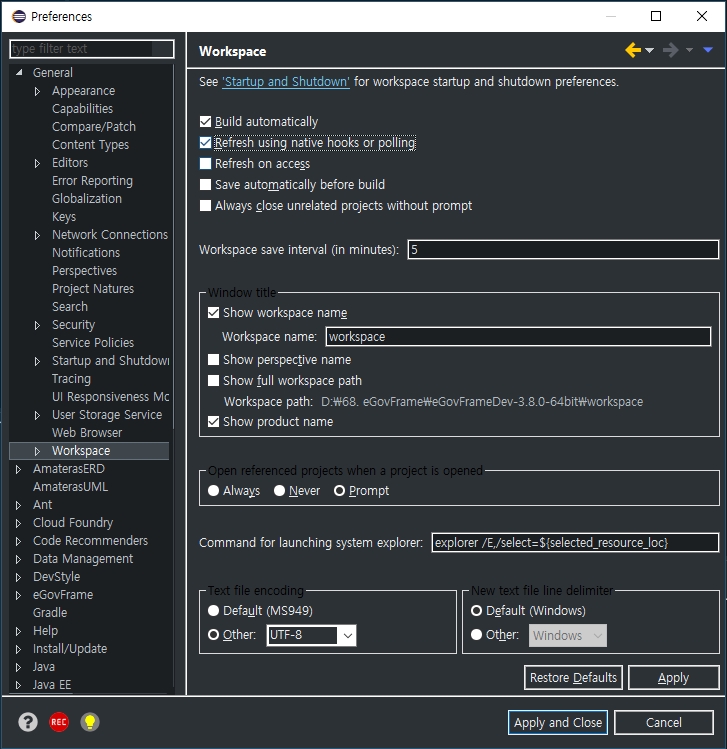 Preferences
type filter text
General
Appearance
Capabilities
Compare/Patch
Content Types
Editors
Error Reporting
Globalization
Keys
Network Connections
Notifications
Perspectives
Project Natures
Search
Security
Service Policies
Startup and Shutdown
Tracing
UI Responsiveness Mo
User Storage Service
Web Browser
Workspace
AmaterasERD
AmaterasUML
Ant
Cloud Foundry
Code Recommenders
Data Management
DevStyle
eGovFrame
Gradle
Help
Install/Update
Java
Java EE
Workspace
See 'Startup and Shutdown' for workspace startup and shutdown preferences.
Build automatically
Refresh using native hooks or polling
Refresh on access
Save automatically before build
Always close unrelated projects without prompt
Workspace save interval (in minutes): 5
Window title
Show workspace name
Workspace name: workspace
Show perspective name
Show full workspace path
Workspace path: D:₩68. eGovFrame₩eGovFrameDev-3.8.0-64bit₩workspace
Show product name
Open referenced projects when a project is opened
Always Never Prompt
Command for launching system explorer: explorer /E,/select=${selected_resource_loc}
Text file encoding
Default (MS949)
Other: UTF-8
New text file line delimiter
Default (Windows)
Other: Windows
Restore Defaults Apply
? REC
Apply and Close Cancel